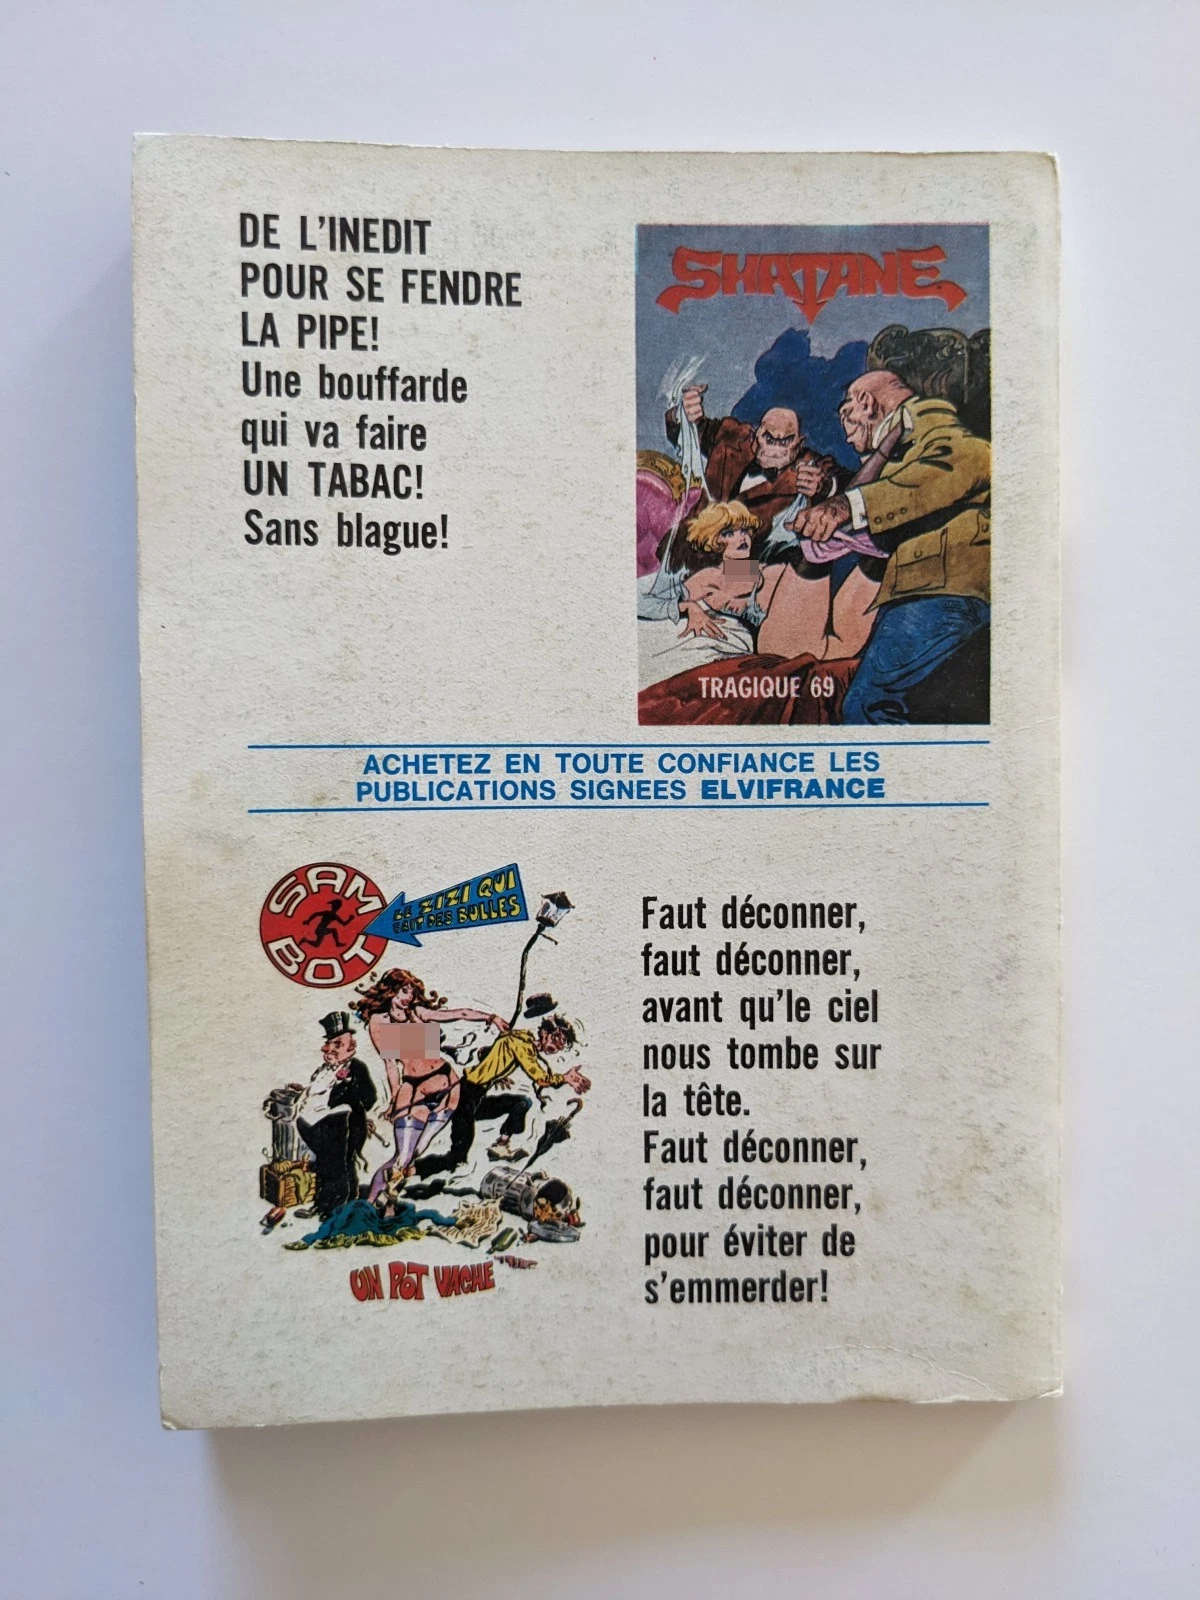 DE L'INEDIT
POUR SE FENDRE
LA PIPE!
Une bouffarde
qui va faire
UN TABAC!
Sans blague!
SHATANE
TRAGIQUE 69
ACHETEZ EN TOUTE CONFIANCE LES
PUBLICATIONS SIGNEES ELVIFRANCE
SAM
BOT
LE ZIZI QUI
FAIT DES BULLES
UN POT VACHE
Faut déconner,
faut déconner,
avant qu'le ciel
nous tombe sur
la tête.
Faut déconner,
faut déconner,
pour éviter de
s'emmerder!